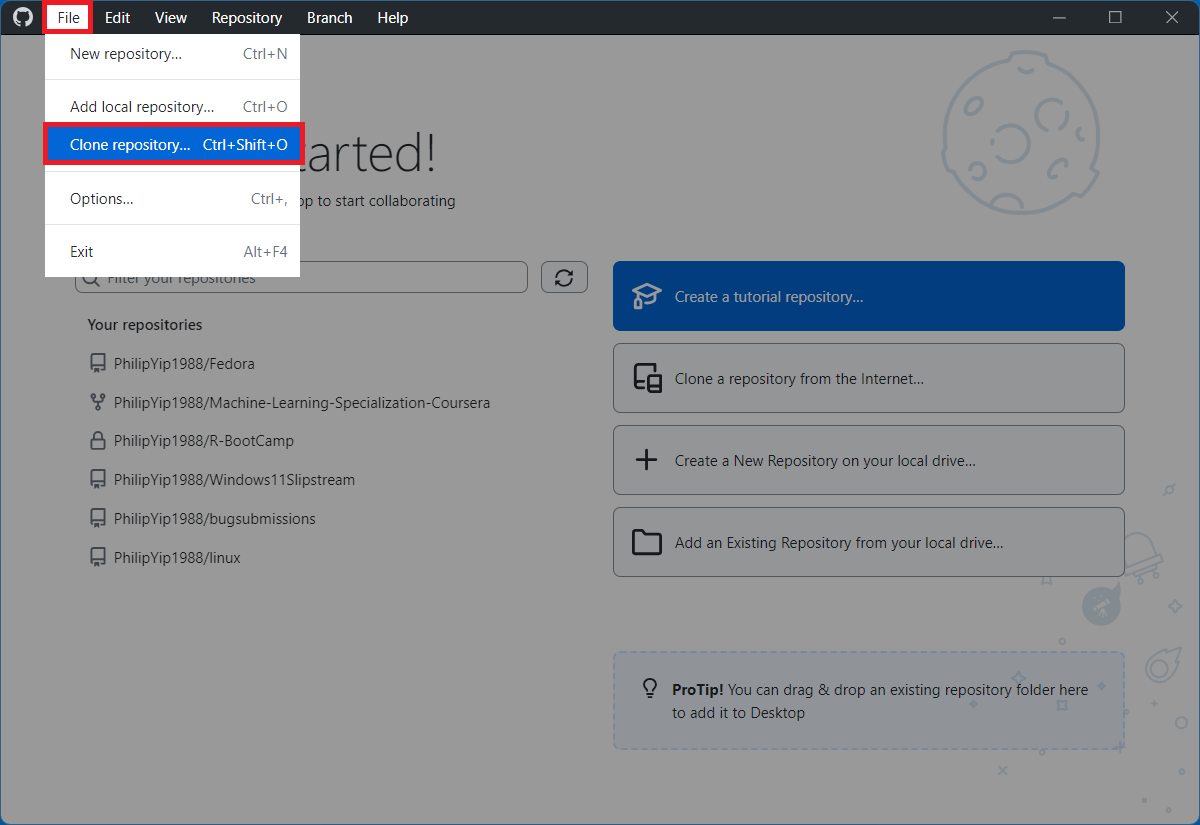 File Edit View Repository Branch Help
New repository... Ctrl+N
Add local repository... Ctrl+O
Clone repository... Ctrl+Shift+O
Options... Ctrl+,
Exit Alt+F4
arted!
op to start collaborating
Filter your repositories
Your repositories
PhilipYip1988/Fedora
PhilipYip1988/Machine-Learning-Specialization-Coursera
PhilipYip1988/R-BootCamp
PhilipYip1988/Windows11Slipstream
PhilipYip1988/bugsubmissions
PhilipYip1988/linux
Create a tutorial repository...
Clone a repository from the Internet...
Create a New Repository on your local drive...
Add an Existing Repository from your local drive...
ProTip! You can drag & drop an existing repository folder here
to add it to Desktop